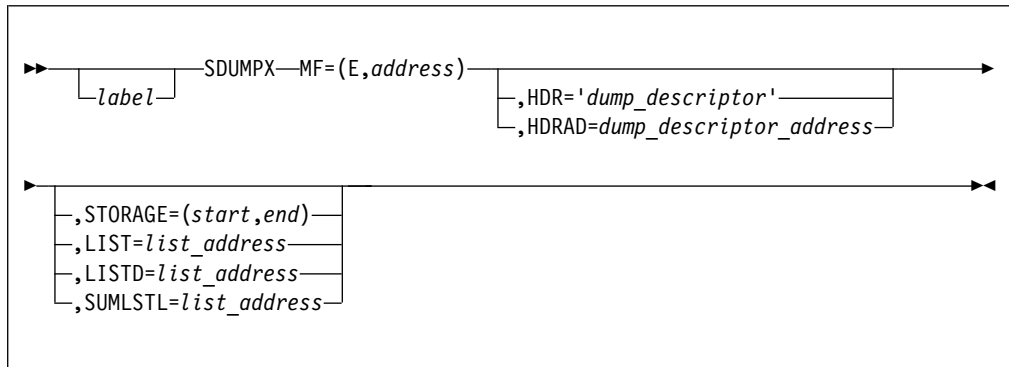 SDUMPX MF=(E,address)
label ,HDR='dump_descriptor'
,HDRAD=dump_descriptor_address
,STORAGE=(start,end)
,LIST=list_address
,LISTD=list_address
,SUMLSTL=list_address